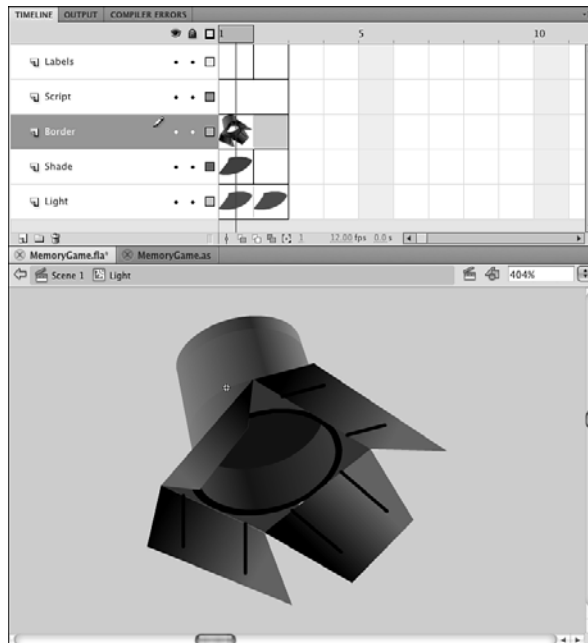 TIMELINE OUTPUT COMPILER ERRORS
1 5 10
Labels
Script
Border
Shade
Light
1 12.00 fps 0.0 s
MemoryGame.fla* MemoryGame.as
Scene 1 Light 404%